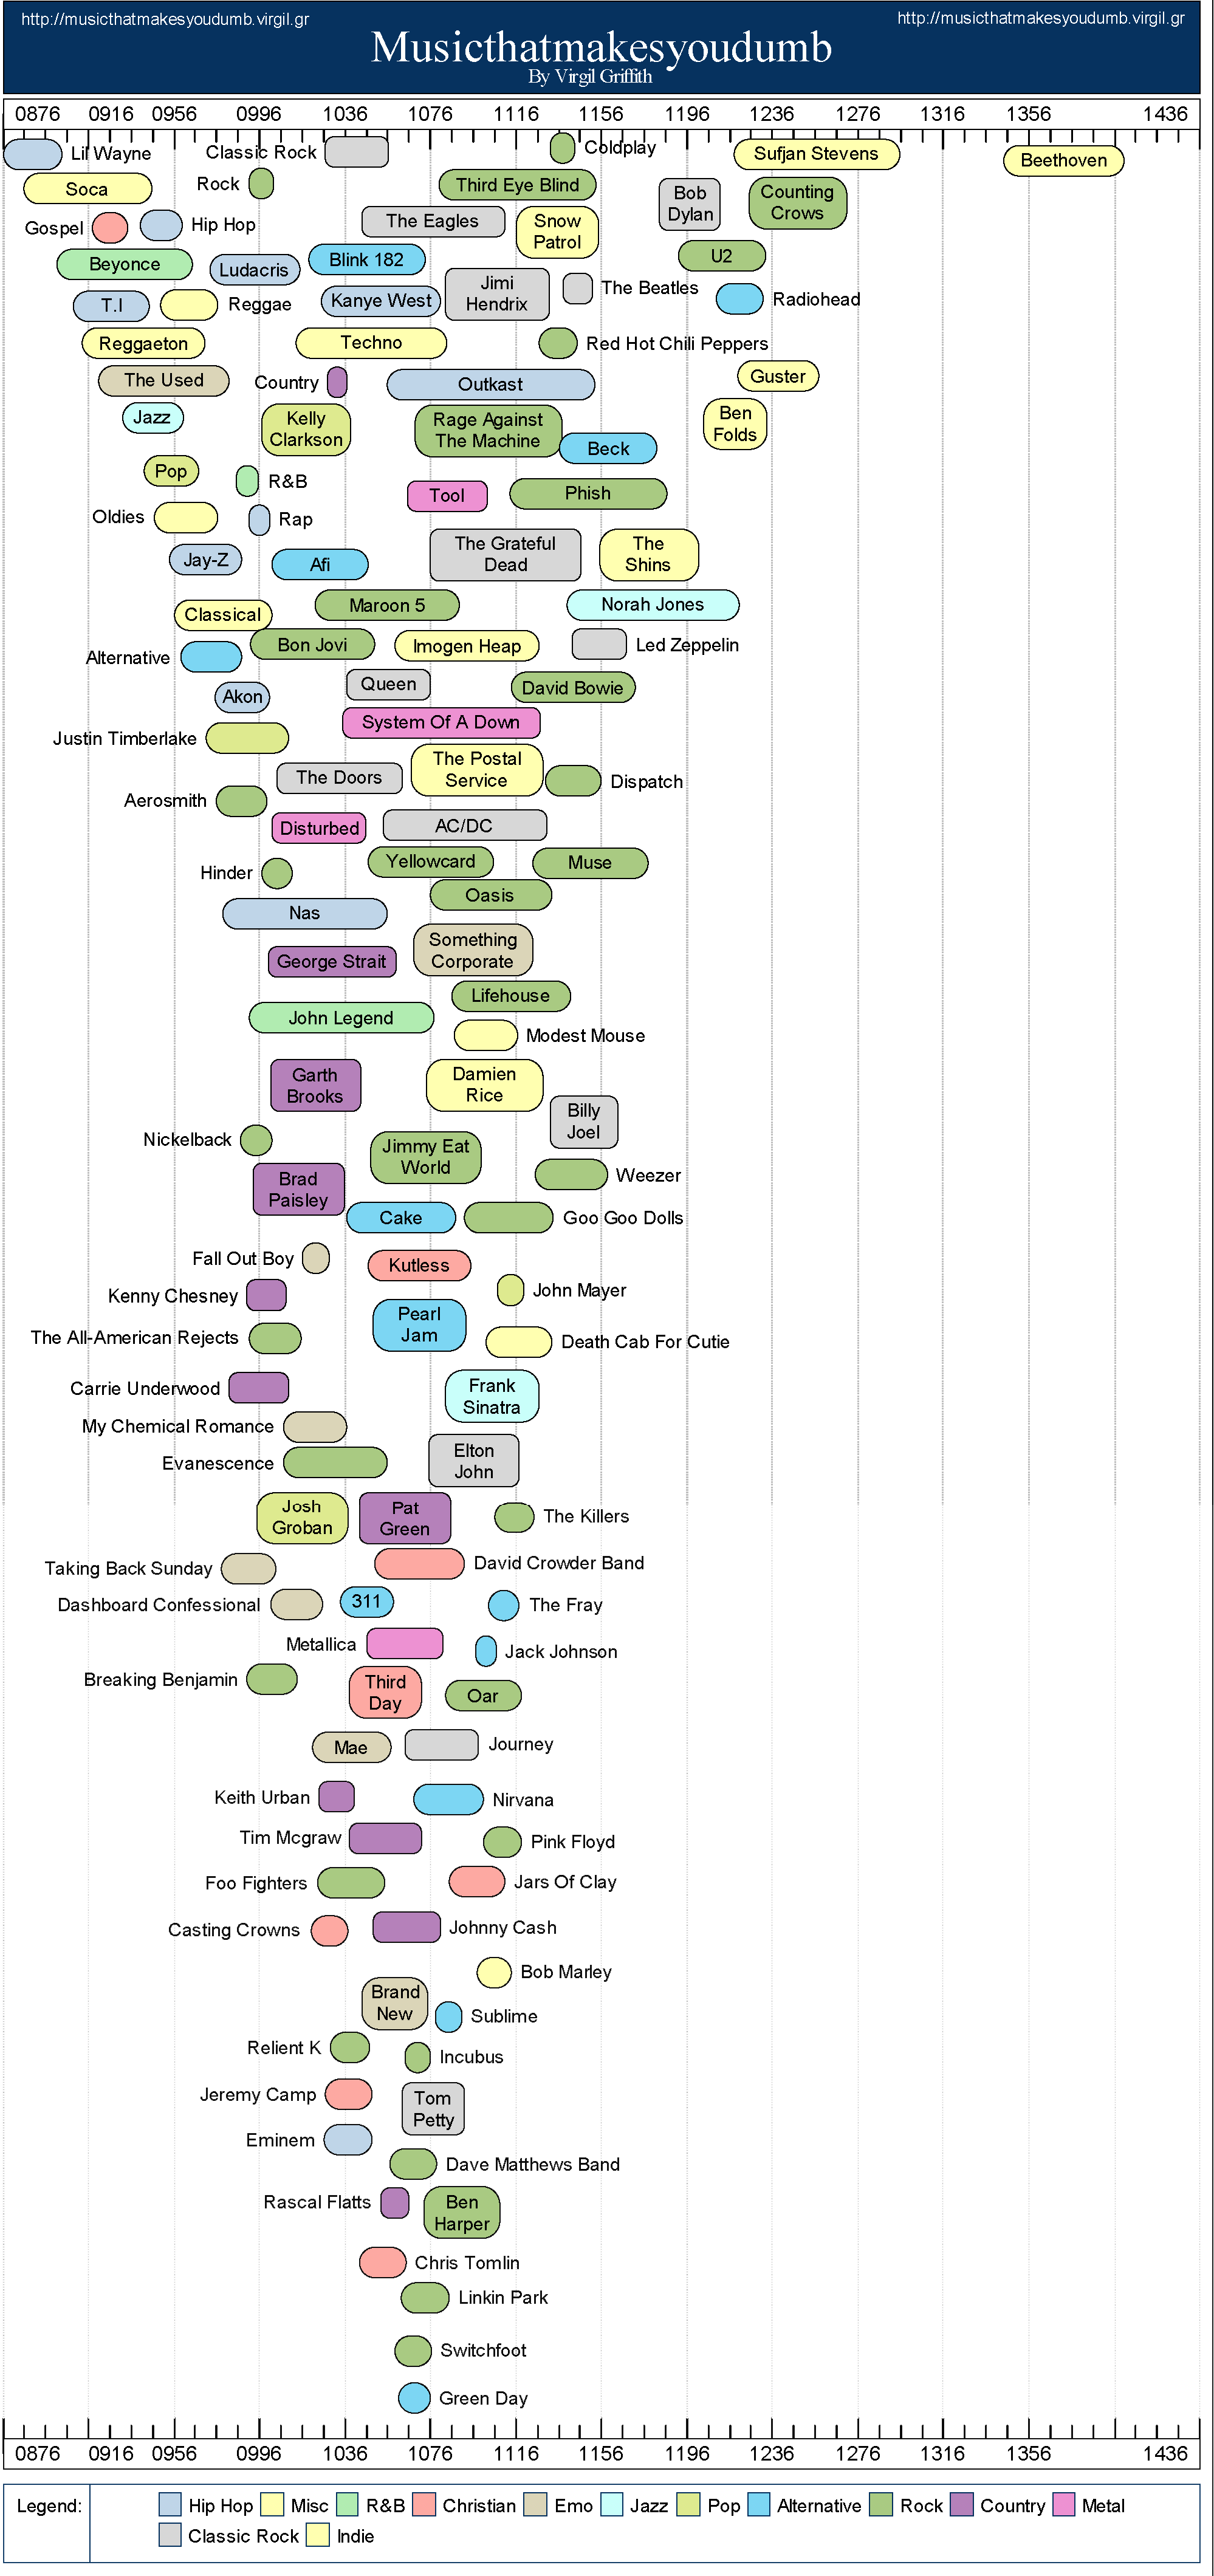 http://musicthatmakesyoudumb.virgil.gr
http://musicthatmakesyoudumb.virgil.gr
Musicthatmakesyoudumb
By Virgil Griffith
0876 0916 0956 0996 1036 1076 1116 1156 1196 1236 1276 1316 1356 1436
Lil Wayne Classic Rock Coldplay Sufjan Stevens Beethoven
Soca Rock Third Eye Blind Bob Dylan Counting Crows
Gospel Hip Hop The Eagles Snow Patrol
Beyonce Ludacris Blink 182 U2
T.I Reggae Kanye West Jimi Hendrix The Beatles Radiohead
Reggaeton Techno Red Hot Chili Peppers
The Used Country Outkast Guster
Jazz Kelly Clarkson Rage Against The Machine Beck Ben Folds
Pop R&B
Tool Phish
Oldies Rap
Jay-Z Afi The Grateful Dead The Shins
Classical Maroon 5 Norah Jones
Alternative Bon Jovi Imogen Heap Led Zeppelin
Akon Queen David Bowie
System Of A Down
Justin Timberlake
The Doors The Postal Service Dispatch
Aerosmith
Disturbed AC/DC
Hinder Yellowcard Muse
Oasis
Nas
George Strait Something Corporate
Lifehouse
John Legend
Modest Mouse
Garth Brooks Damien Rice
Billy Joel
Nickelback Jimmy Eat World
Brad Paisley Weezer
Cake Goo Goo Dolls
Fall Out Boy Kutless
Kenny Chesney John Mayer
The All-American Rejects Pearl Jam Death Cab For Cutie
Carrie Underwood Frank Sinatra
My Chemical Romance
Evanescence Elton John
Josh Groban Pat Green The Killers
Taking Back Sunday David Crowder Band
Dashboard Confessional 311 The Fray
Metallica Jack Johnson
Breaking Benjamin Third Day Oar
Mae Journey
Keith Urban Nirvana
Tim Mcgraw Pink Floyd
Foo Fighters Jars Of Clay
Casting Crowns Johnny Cash
Bob Marley
Brand New Sublime
Relient K Incubus
Jeremy Camp Tom Petty
Eminem
Dave Matthews Band
Rascal Flatts Ben Harper
Chris Tomlin
Linkin Park
Switchfoot
Green Day
0876 0916 0956 0996 1036 1076 1116 1156 1196 1236 1276 1316 1356 1436
Legend: Hip Hop Misc R&B Christian Emo Jazz Pop Alternative Rock Country Metal
Classic Rock Indie